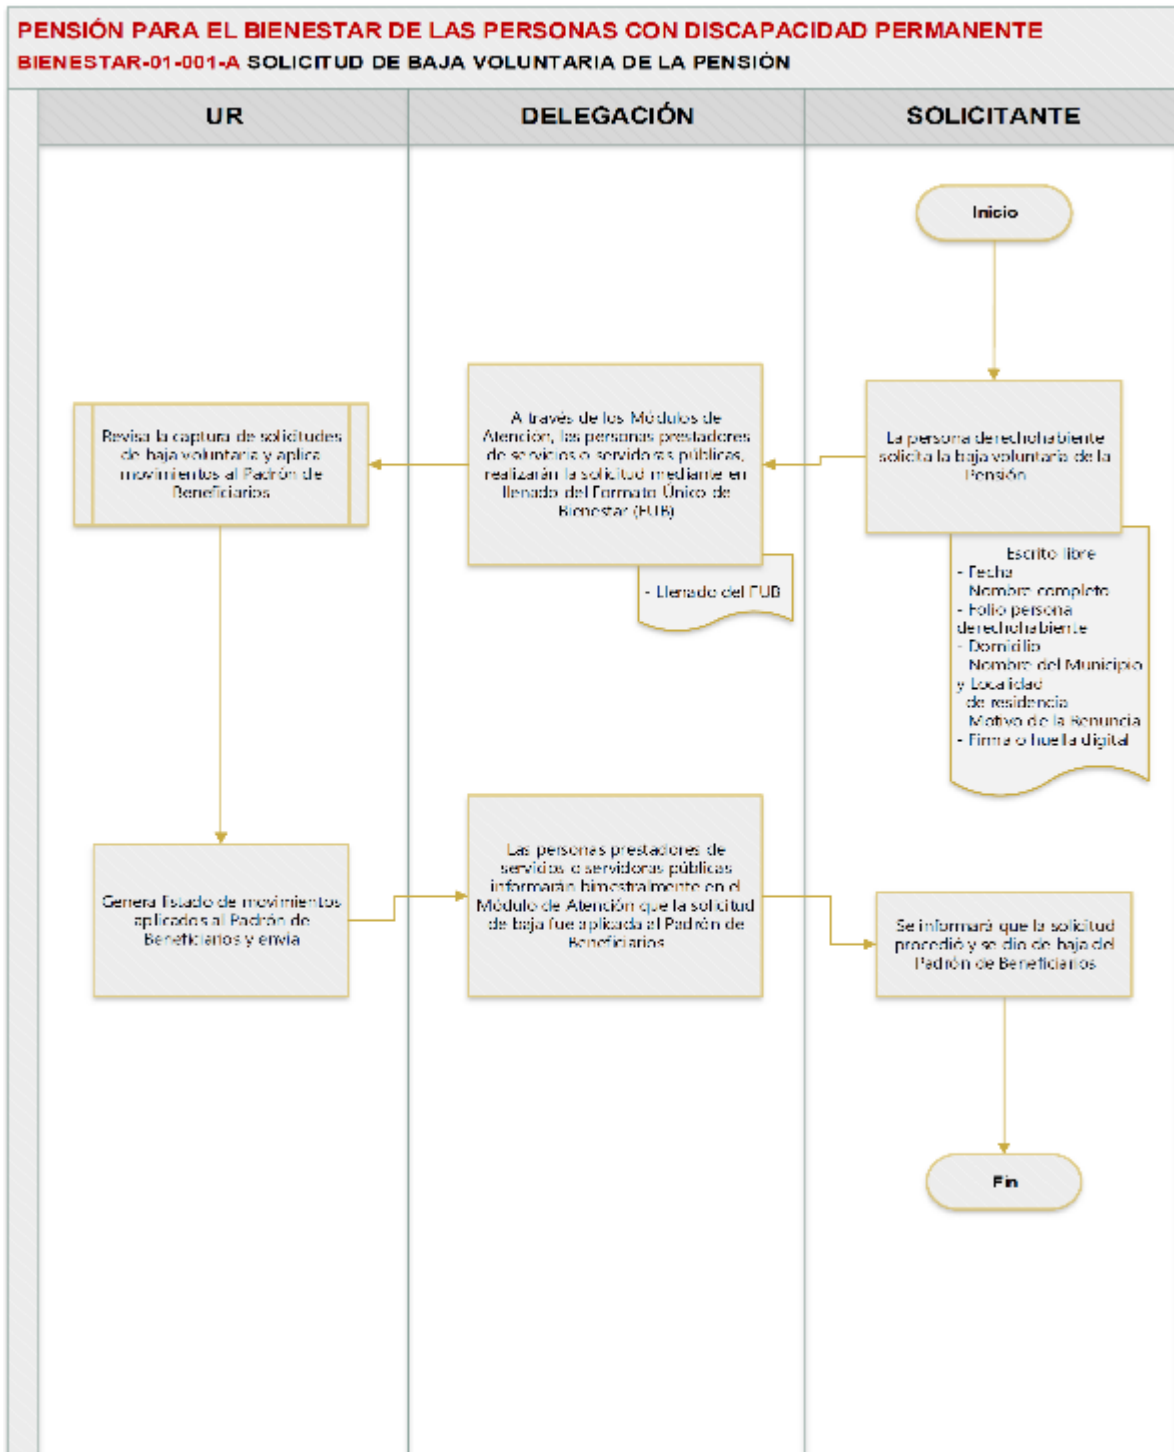 PENSIÓN PARA EL BIENESTAR DE LAS PERSONAS CON DISCAPACIDAD PERMANENTE
BIENESTAR-01-001-A SOLICITUD DE BAJA VOLUNTARIA DE LA PENSIÓN
UR
DELEGACIÓN
SOLICITANTE
Inicio
La persona derechohabiente
solicita la baja voluntaria de la
Pensión
Escrito libre
- Fecha
Nombre completo
- Folio persona
derechohabiente
- Domicilio
Nombre del Municipio
y Localidad
de residencia
Motivo de la Renuncia
- Firma o huella digital
A través de los Módulos de
Atención, las personas prestadores
de servicios o servidoras públicas,
realizarán la solicitud mediante en
llenado del Formato Único de
Bienestar (FUB)
- Llenado del FUB
Revisa la captura de solicitudes
de baja voluntaria y aplica
movimientos al Padrón de
Beneficiarios
Genera listado de movimientos
aplicados al Padrón de
Beneficiarios y envía
Las personas prestadores de
servicios o servidoras públicas
informarán bimestralmente en el
Módulo de Atención que la solicitud
de baja fue aplicada al Padrón de
Beneficiarios
Se informará que la solicitud
procedió y se dio de baja del
Padrón de Beneficiarios
Fin